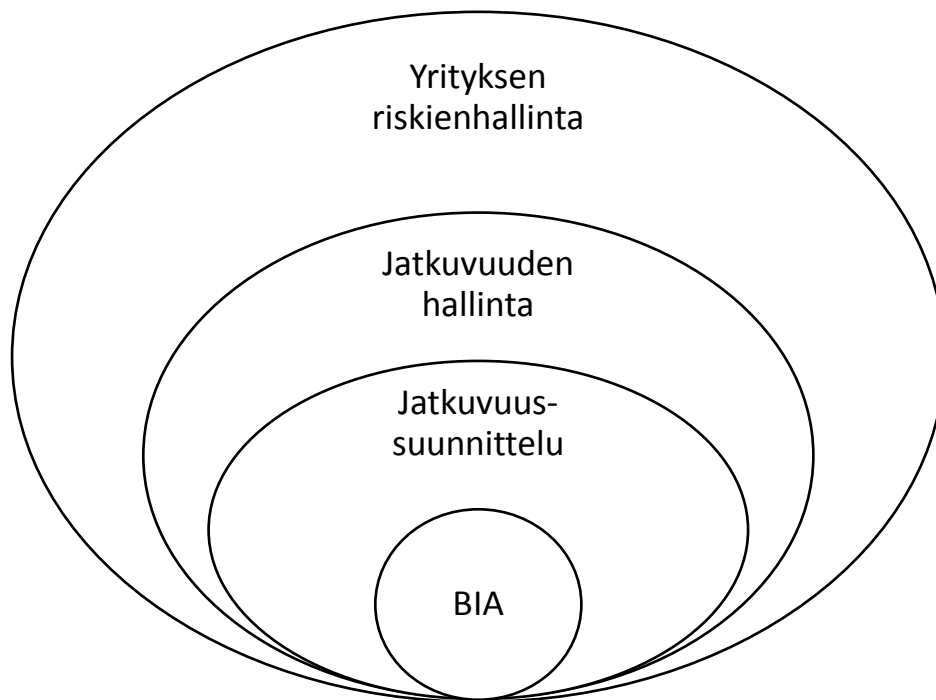 Yrityksen
riskienhallinta
Jatkuvuuden
hallinta
Jatkuvuus-
suunnittelu
BIA